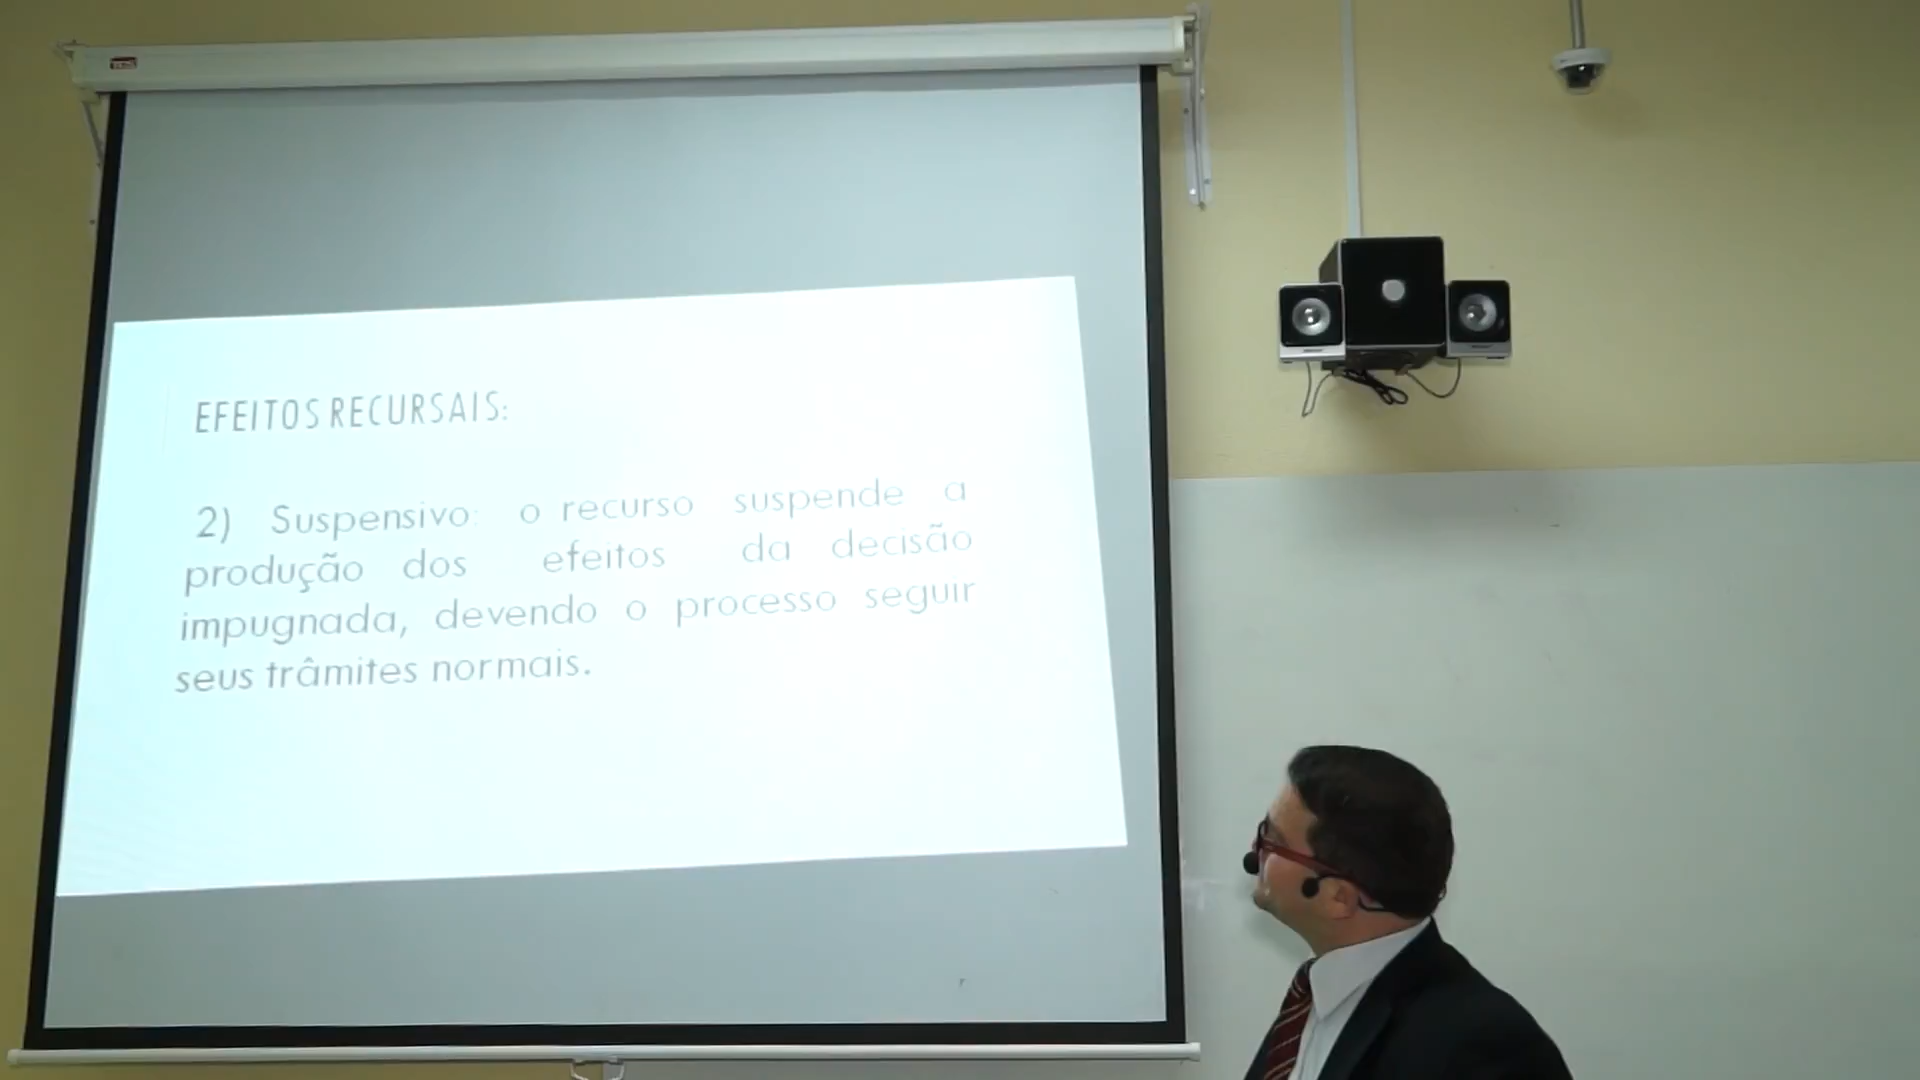 EFEITOS RECURSAIS:
2) Suspensivo: o recurso suspende a
produção dos efeitos da decisão
impugnada, devendo o processo seguir
seus trâmites normais.